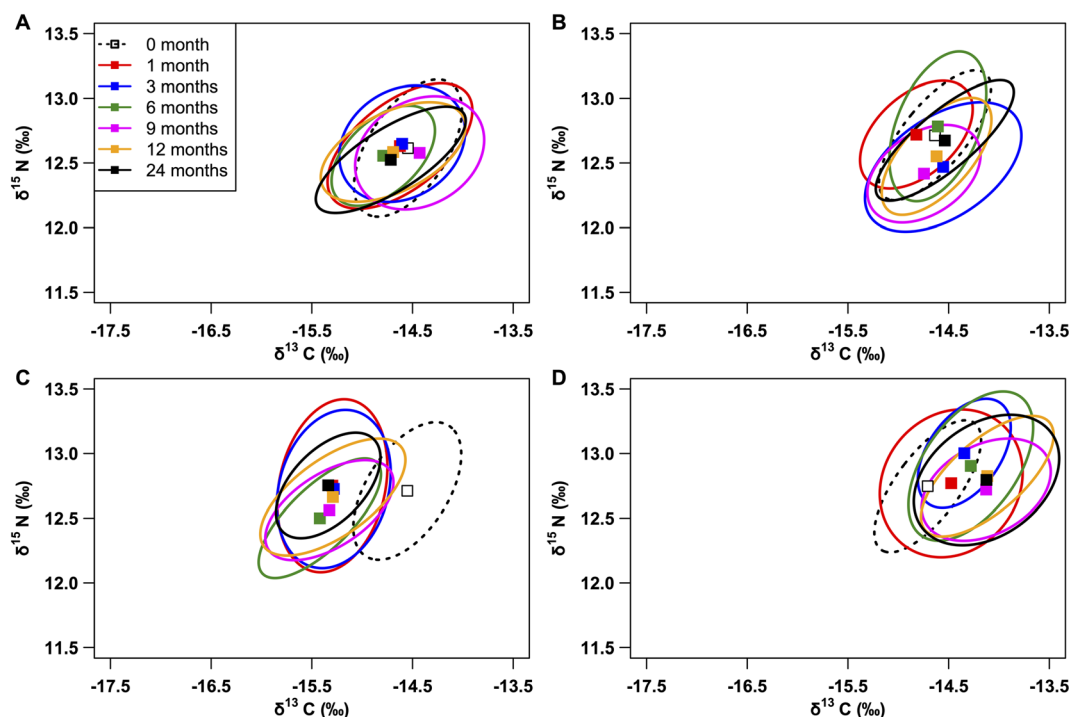 A
13.5
13.0
12.5
12.0
11.5
δ¹⁵ N (‰)
0 month
1 month
3 months
6 months
9 months
12 months
24 months
-17.5
-16.5
-15.5
-14.5
-13.5
δ¹³ C (‰)
B
13.5
13.0
12.5
12.0
11.5
δ¹⁵ N (‰)
-17.5
-16.5
-15.5
-14.5
-13.5
δ¹³ C (‰)
C
13.5
13.0
12.5
12.0
11.5
δ¹⁵ N (‰)
-17.5
-16.5
-15.5
-14.5
-13.5
δ¹³ C (‰)
D
13.5
13.0
12.5
12.0
11.5
δ¹⁵ N (‰)
-17.5
-16.5
-15.5
-14.5
-13.5
δ¹³ C (‰)